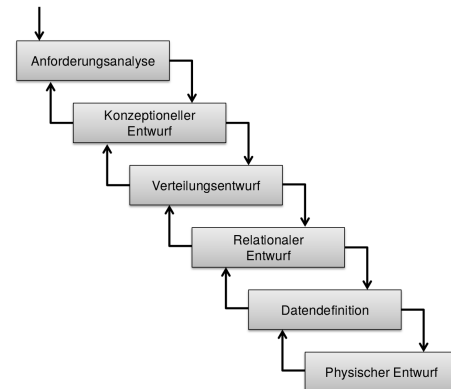 Anforderungsanalyse
Konzeptioneller
Entwurf
Verteilungsentwurf
Relationaler
Entwurf
Datendefinition
Physischer Entwurf